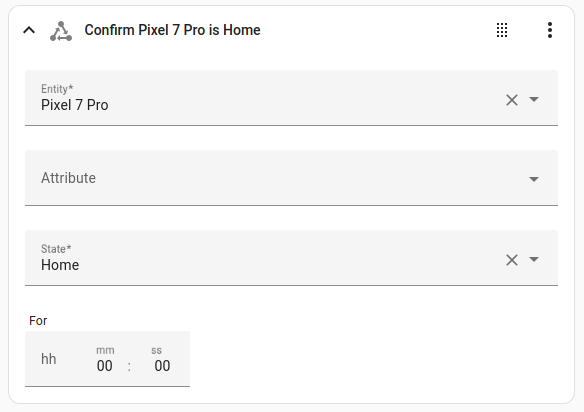 Confirm Pixel 7 Pro is Home
Entity*
Pixel 7 Pro
Attribute
State*
Home
For
mm ss
hh 00 : 00